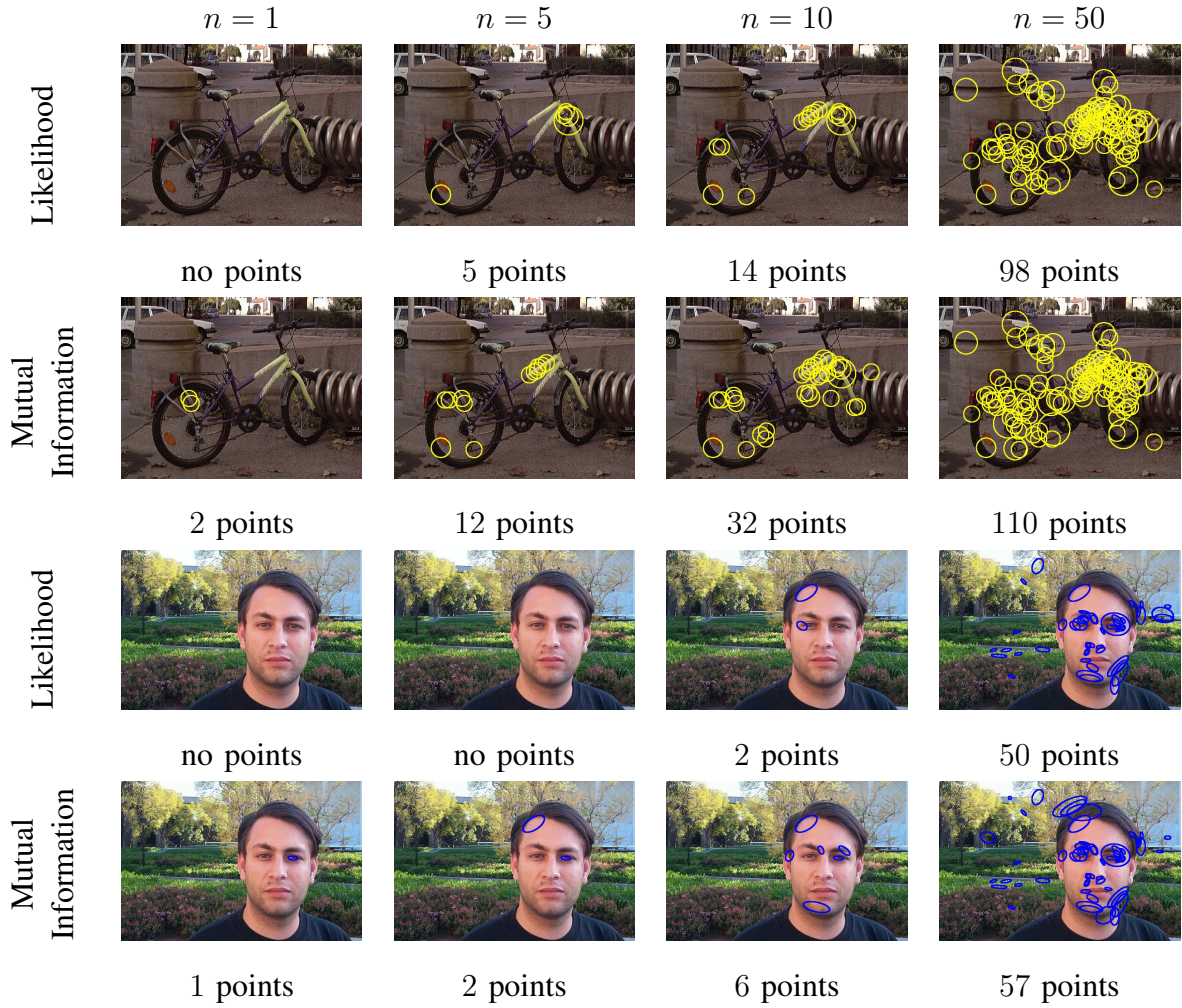 n = 1 n = 5 n = 10 n = 50
Likelihood
no points 5 points 14 points 98 points
Mutual
Information
2 points 12 points 32 points 110 points
Likelihood
no points no points 2 points 50 points
Mutual
Information
1 points 2 points 6 points 57 points